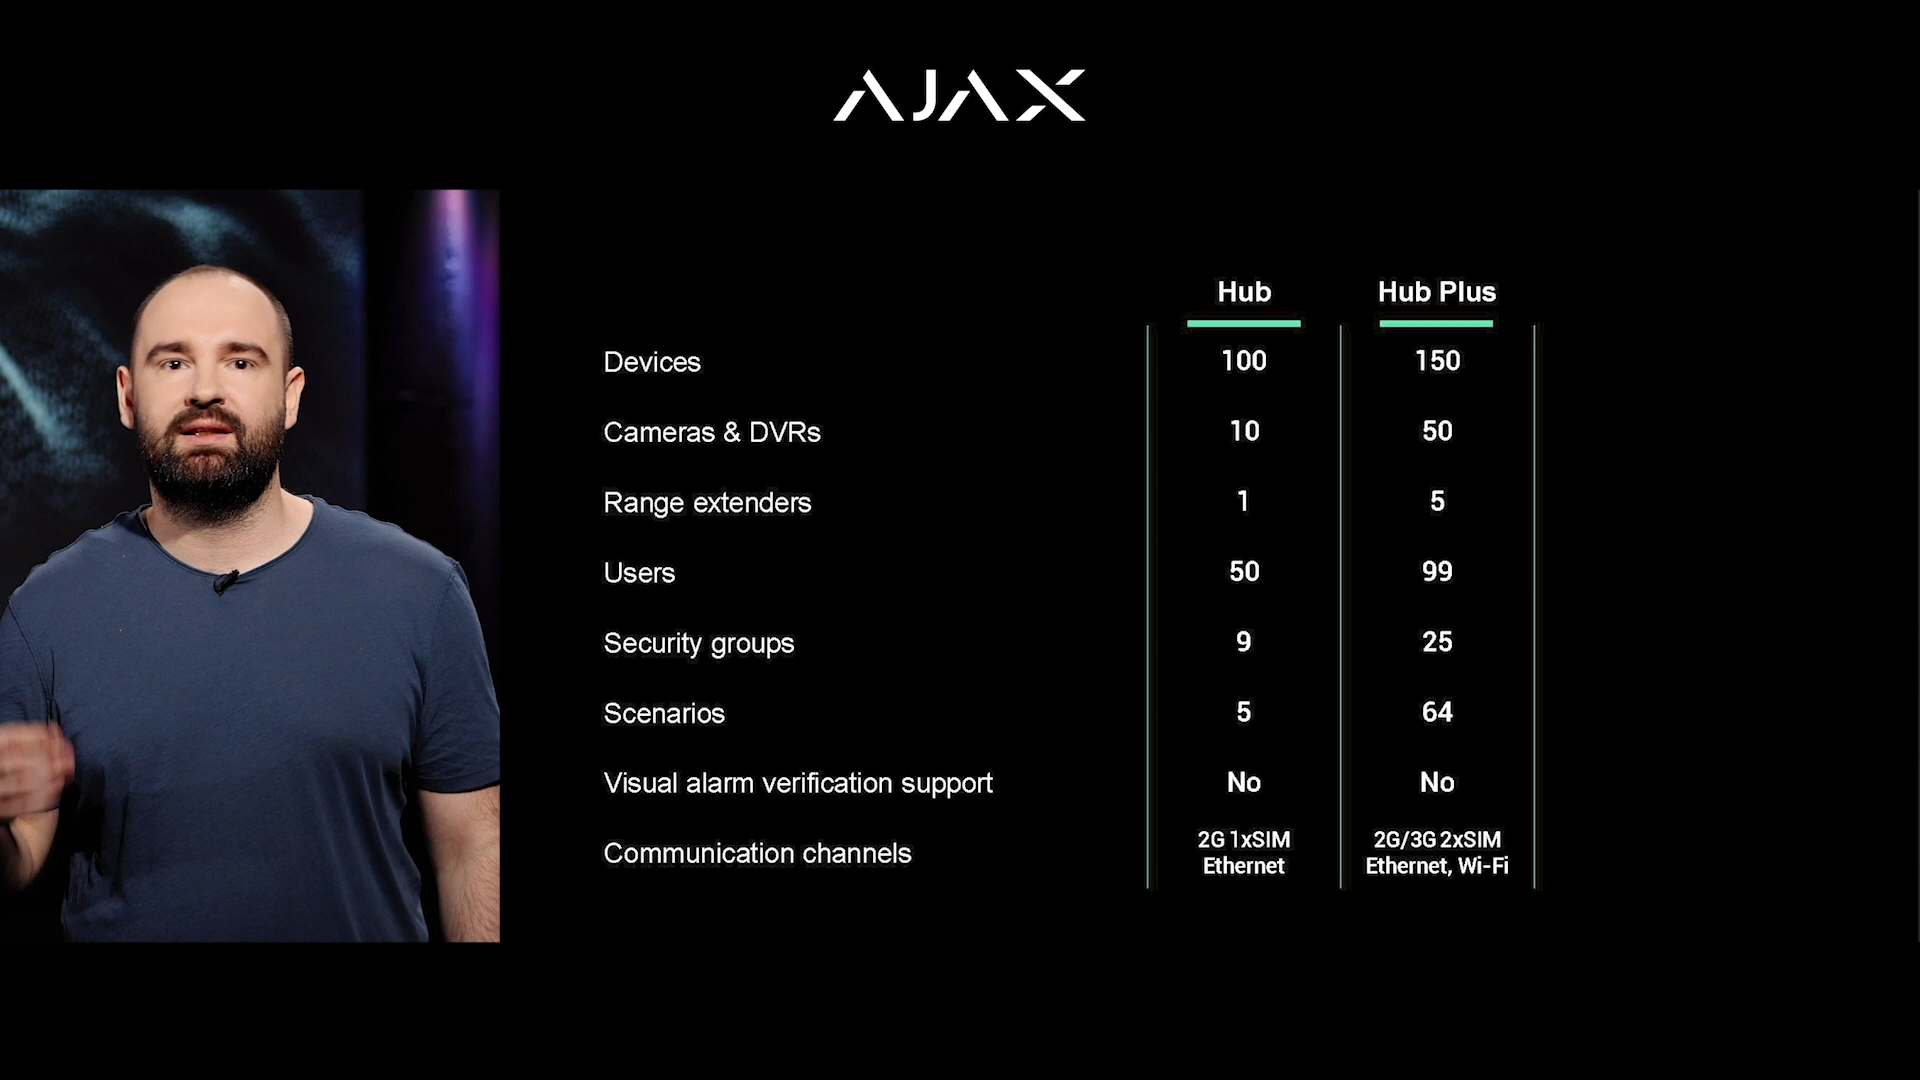 AJAX
Hub Hub Plus
Devices 100 150
Cameras & DVRs 10 50
Range extenders 1 5
Users 50 99
Security groups 9 25
Scenarios 5 64
Visual alarm verification support No No
Communication channels 2G 1xSIM Ethernet 2G/3G 2xSIM Ethernet, Wi-Fi